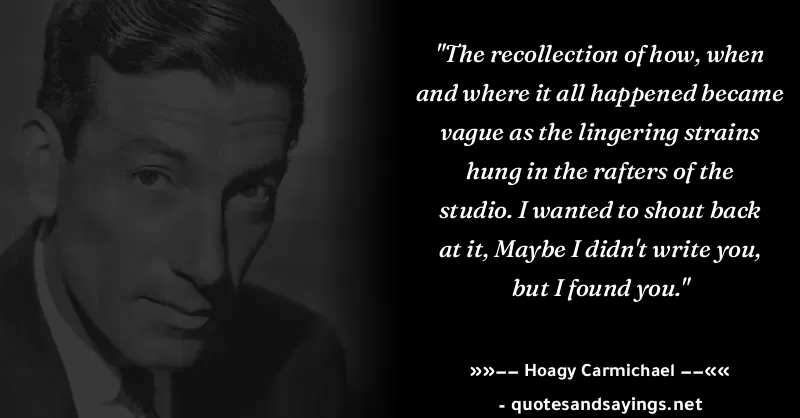 "The recollection of how, when
and where it all happened became
vague as the lingering strains
hung in the rafters of the
studio. I wanted to shout back
at it, Maybe I didn't write you,
but I found you."
»»–– Hoagy Carmichael ––««
- quotesandsayings.net